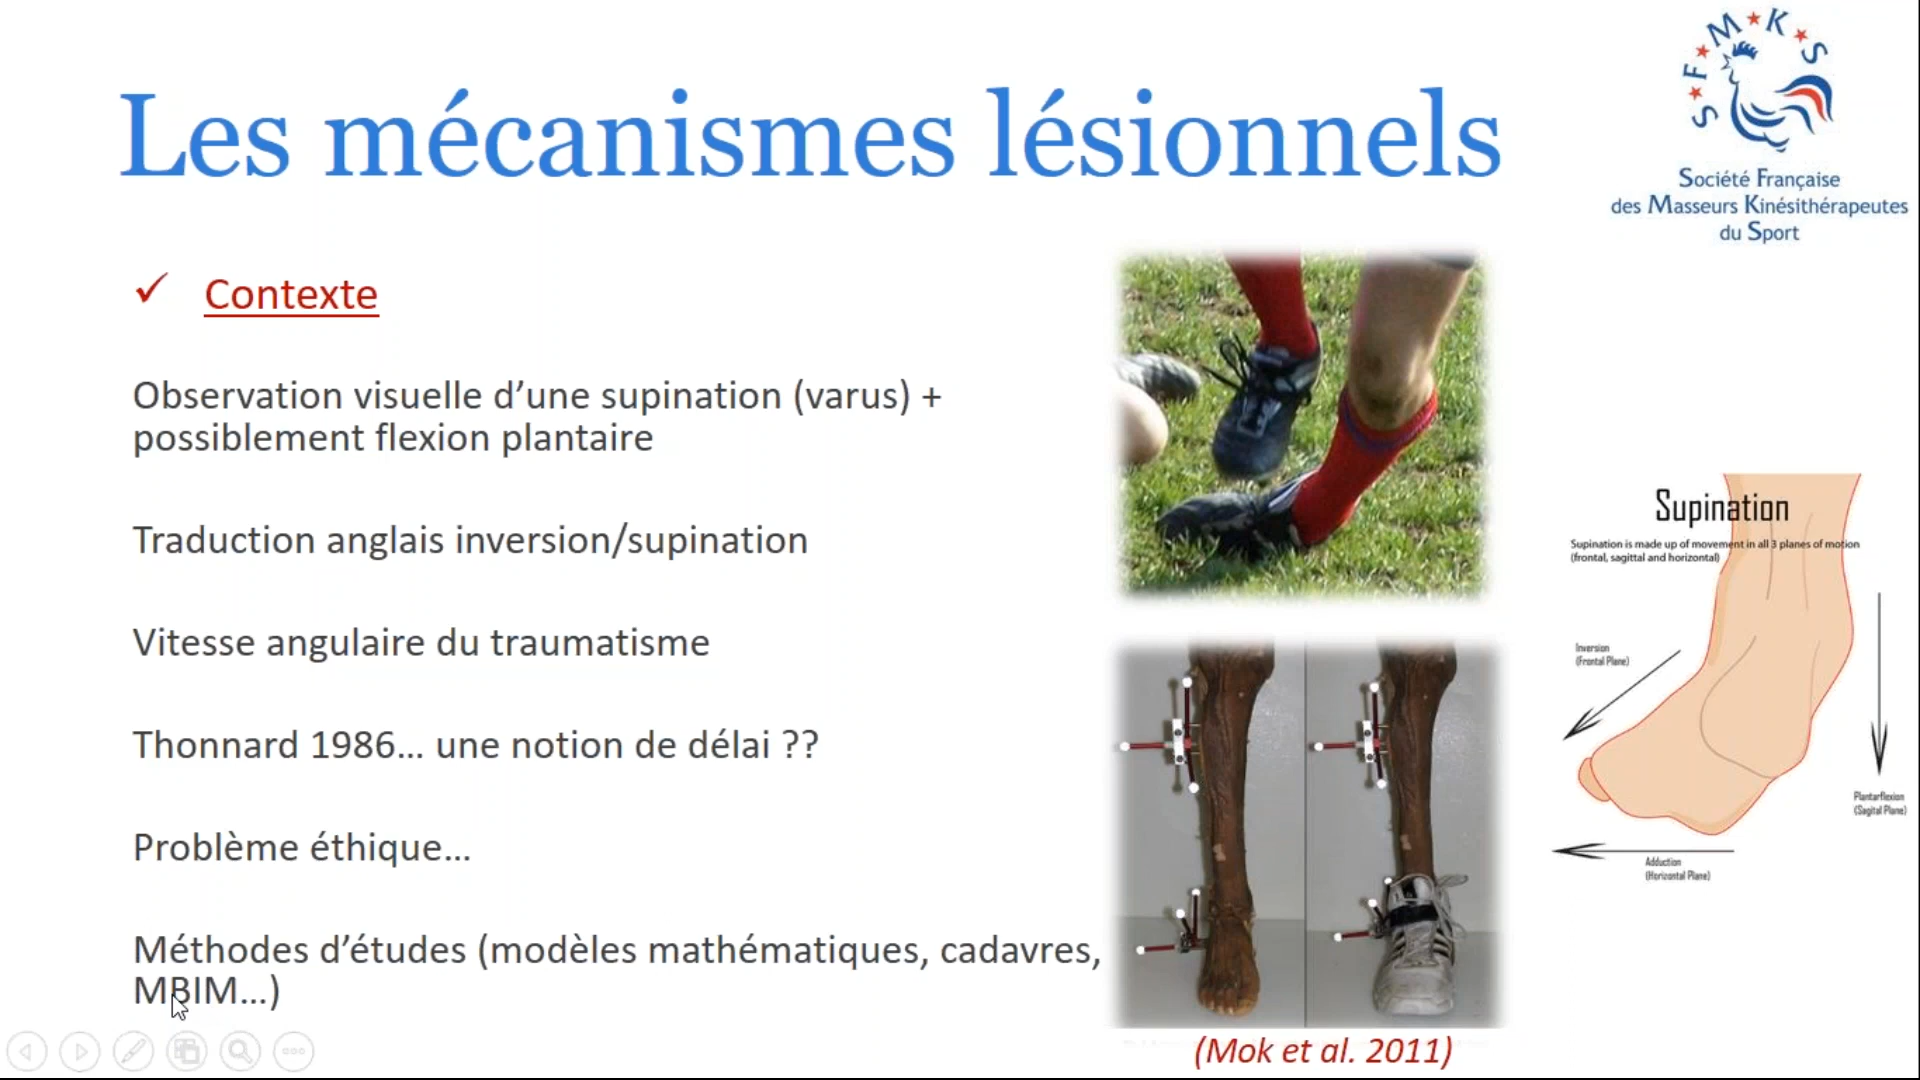 Les mécanismes lésionnels
S★F★M★K★S
Société Française
des Masseurs Kinésithérapeutes
du Sport
✓ Contexte
Observation visuelle d’une supination (varus) +
possiblement flexion plantaire
Traduction anglais inversion/supination
Vitesse angulaire du traumatisme
Thonnard 1986… une notion de délai ??
Problème éthique…
Méthodes d’études (modèles mathématiques, cadavres,
MBIM…)
Supination
Supination is made up of movement in all 3 planes of motion
(frontal, sagittal and horizontal)
Inversion
(Frontal Plane)
Plantarflexion
(Sagital Plane)
Adduction
(Horizontal Plane)
(Mok et al. 2011)